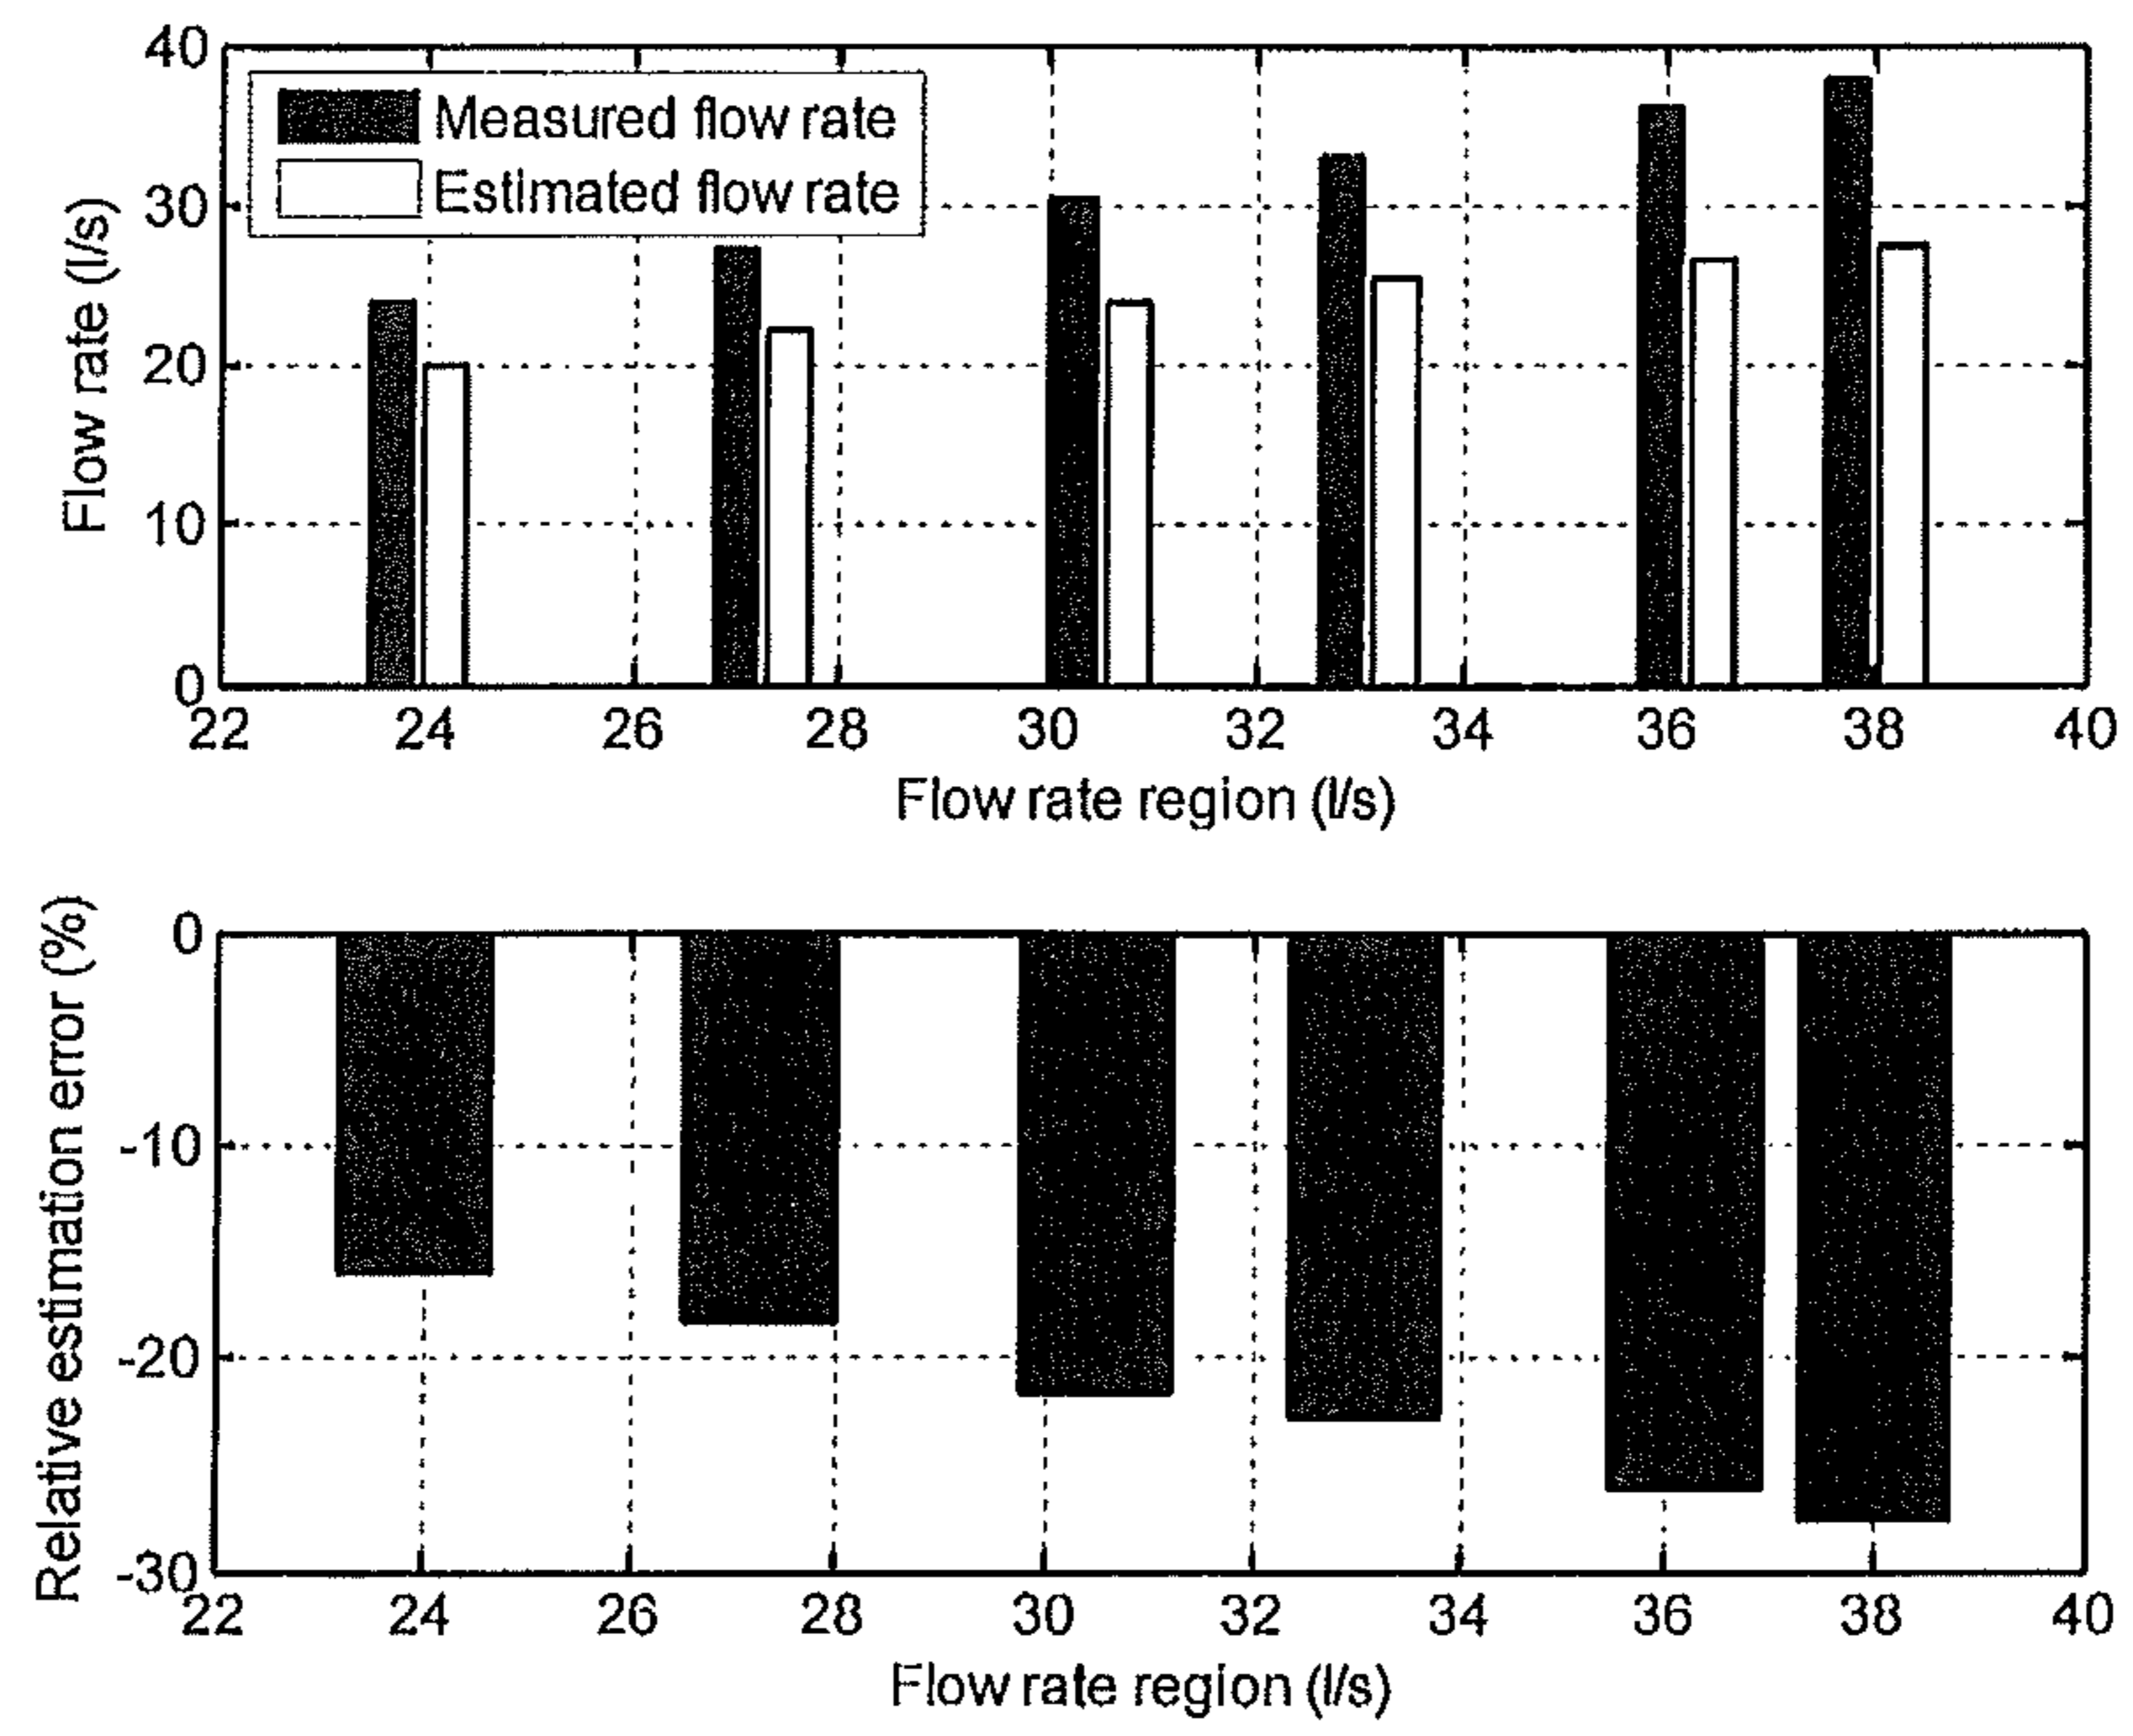 40
30
20
10
0
Flow rate (l/s)
Measured flow rate
Estimated flow rate
22 24 26 28 30 32 34 36 38 40
Flow rate region (l/s)
0
-10
-20
-30
Relative estimation error (%)
22 24 26 28 30 32 34 36 38 40
Flow rate region (l/s)